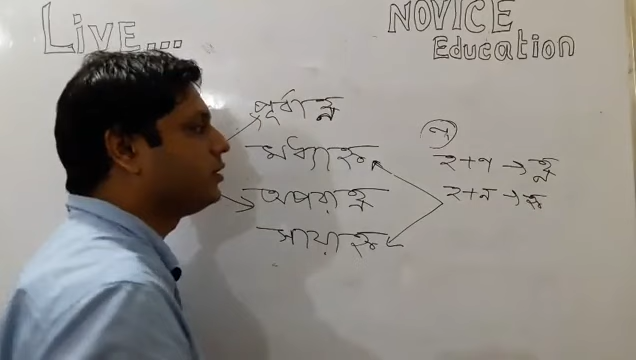 LiVE...
NOVICE
Education
পূর্বাহ্ণ
মধ্যাহ্ন
অপরাহ্ণ
সায়াহ্ন
হ+ণ → হ্ণ
হ+ন → হ্ন